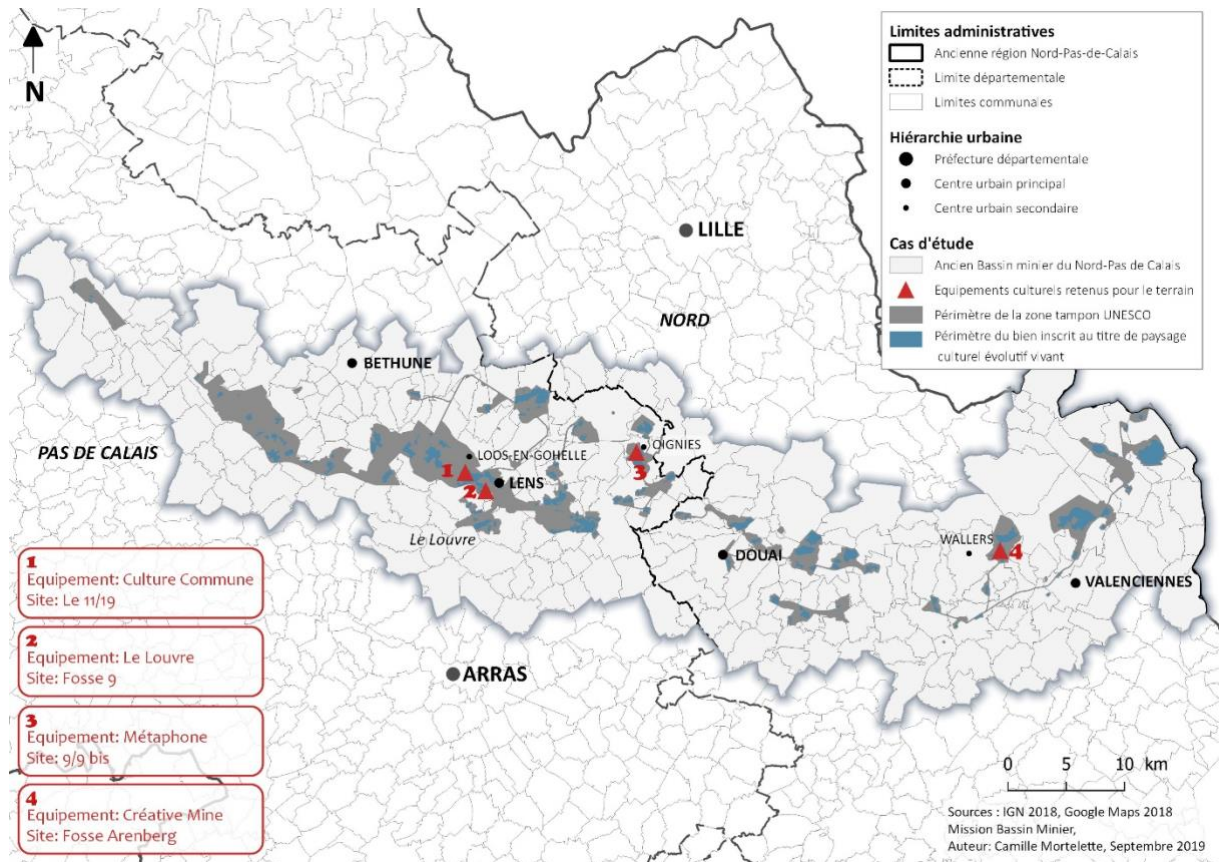 N
Limites administratives
Ancienne région Nord-Pas-de-Calais
Limite départementale
Limites communales
Hiérarchie urbaine
Préfecture départementale
Centre urbain principal
Centre urbain secondaire
Cas d'étude
Ancien Bassin minier du Nord-Pas de Calais
Equipements culturels retenus pour le terrain
Périmètre de la zone tampon UNESCO
Périmètre du bien inscrit au titre de paysage
culturel évolutif vivant
LILLE
NORD
BETHUNE
PAS DE CALAIS
OIGNIES
LOOS-EN-GOHELLE
1
3
LENS
2
Le Louvre
DOUAI
WALLERS
4
VALENCIENNES
ARRAS
1
Equipement: Culture Commune
Site: Le 11/19
2
Equipement: Le Louvre
Site: Fosse 9
3
Equipement: Métaphone
Site: 9/9 bis
4
Equipement: Créative Mine
Site: Fosse Arenberg
0 5 10 km
Sources : IGN 2018, Google Maps 2018
Mission Bassin Minier,
Auteur: Camille Mortelette, Septembre 2019